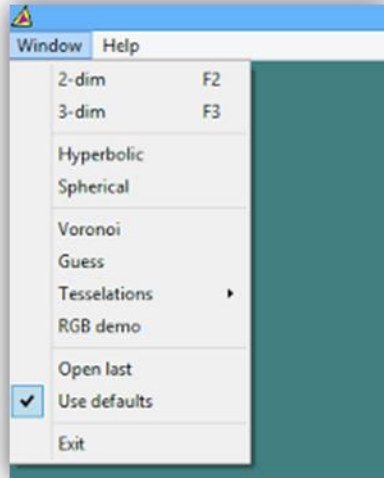 Window Help
2-dim F2
3-dim F3
Hyperbolic
Spherical
Voronoi
Guess
Tesselations
RGB demo
Open last
Use defaults
Exit